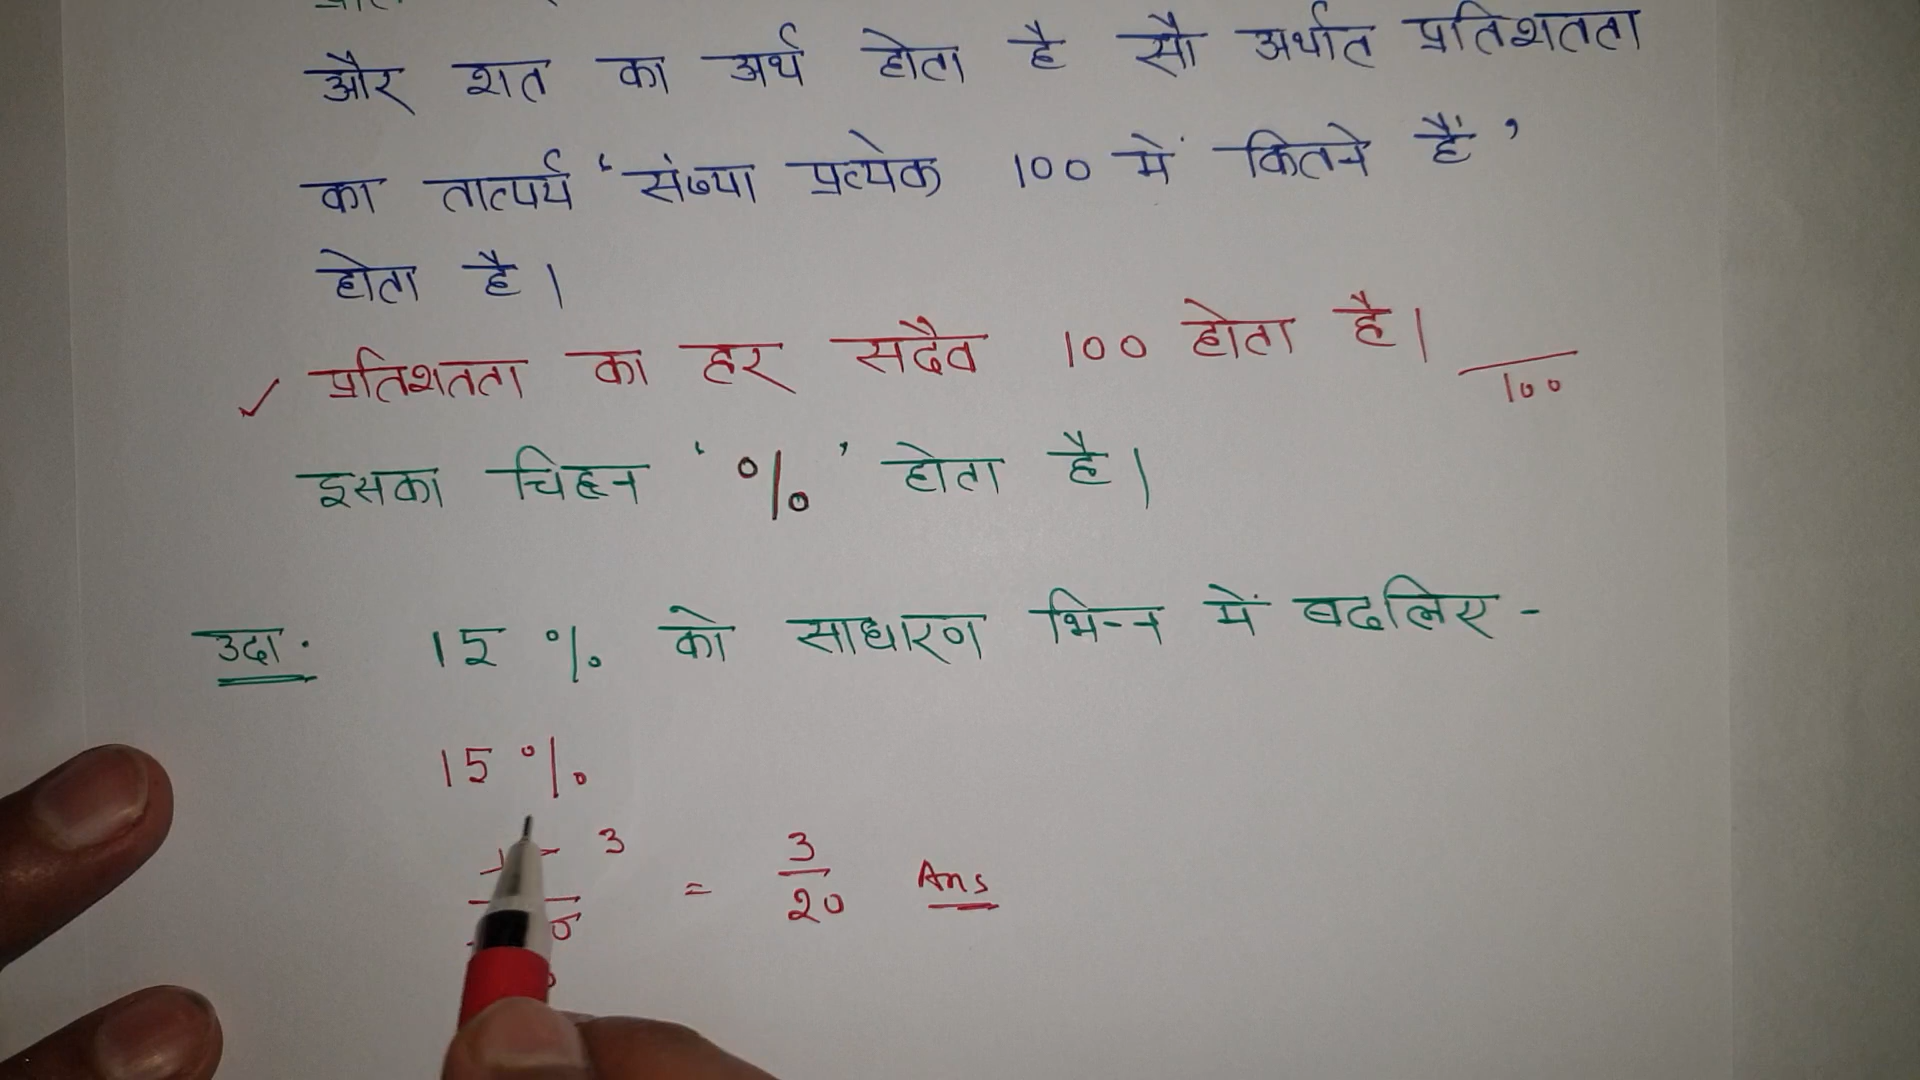 और शत का अर्थ होता है सौ अर्थात प्रतिशतता
का तात्पर्य ‘संख्या प्रत्येक 100 में कितने हैं’
होता है।
प्रतिशतता का हर सदैव 100 होता है।
100
इसका चिह्न ‘%’ होता है।
उदा. 15 % को साधारण भिन्न में बदलिए -
15 %
3 = 3/20 Ans